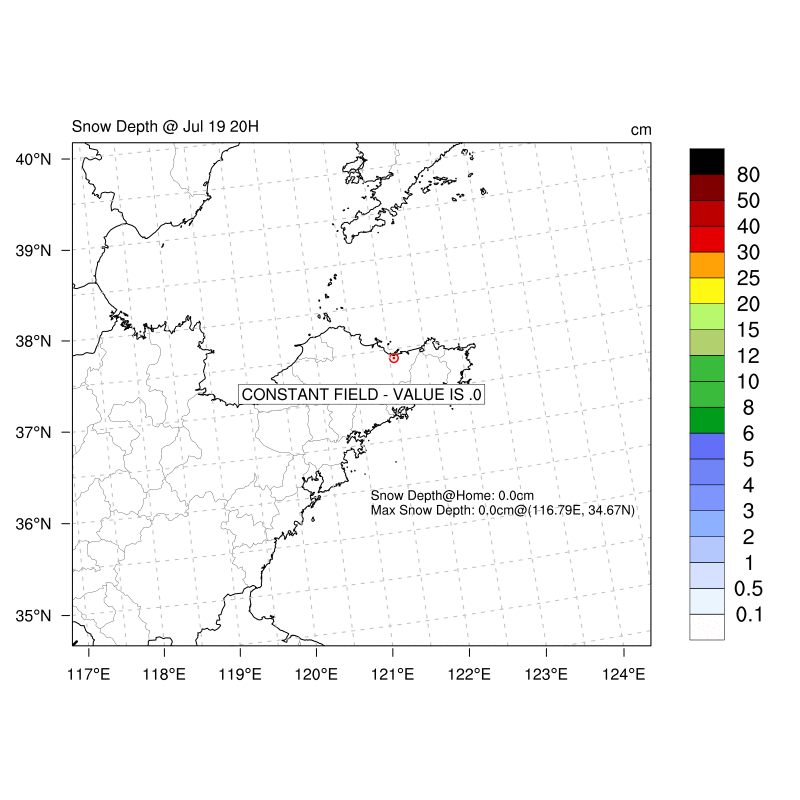 Snow Depth @ Jul 19 20H
cm
40°N
39°N
38°N
37°N
36°N
35°N
117°E 118°E 119°E 120°E 121°E 122°E 123°E 124°E
CONSTANT FIELD - VALUE IS .0
Snow Depth@Home: 0.0cm
Max Snow Depth: 0.0cm@(116.79E, 34.67N)
80
50
40
30
25
20
15
12
10
8
6
5
4
3
2
1
0.5
0.1